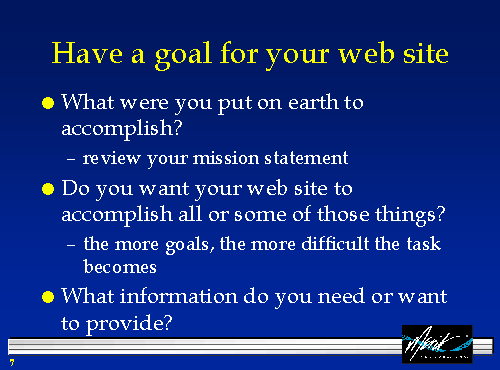 Have a goal for your web site
● What were you put on earth to
accomplish?
– review your mission statement
● Do you want your web site to
accomplish all or some of those things?
– the more goals, the more difficult the task
becomes
● What information do you need or want
to provide?
7